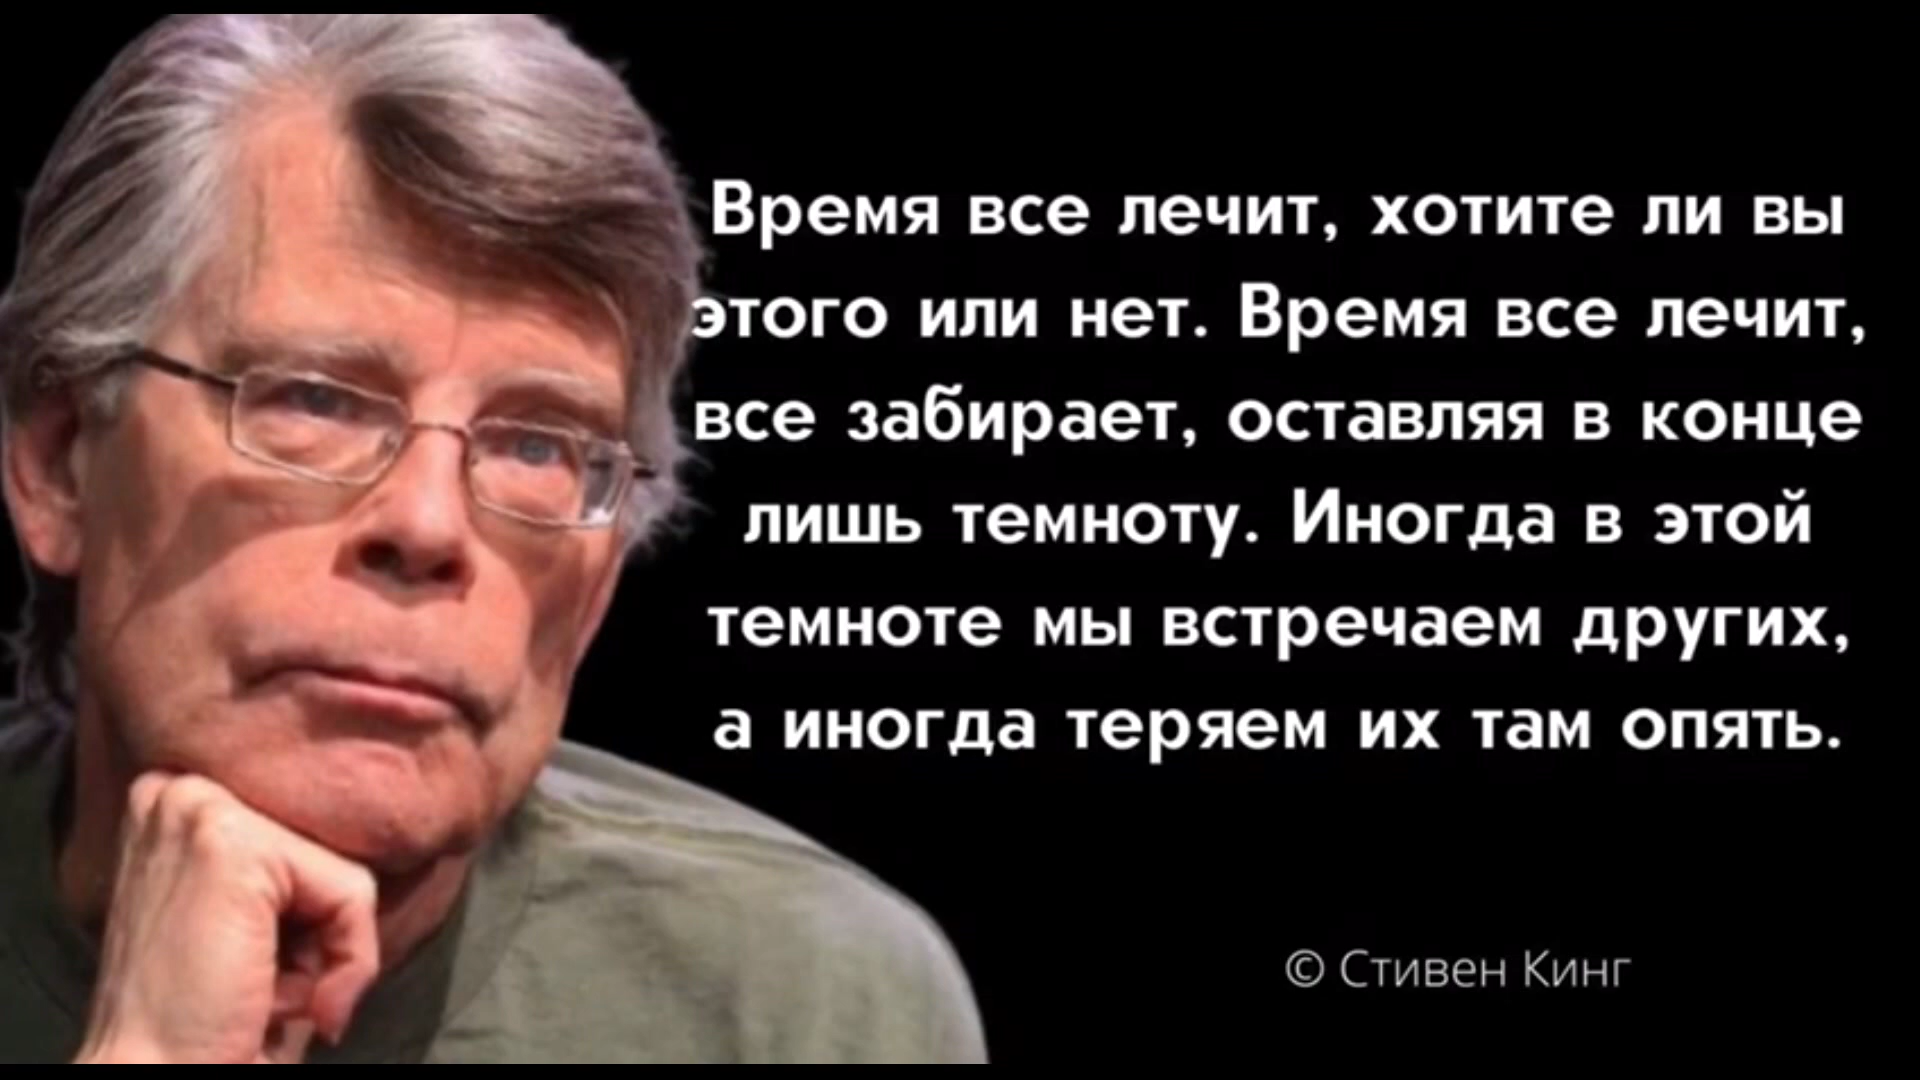 Время все лечит, хотите ли вы
этого или нет. Время все лечит,
все забирает, оставляя в конце
лишь темноту. Иногда в этой
темноте мы встречаем других,
а иногда теряем их там опять.
© Стивен Кинг